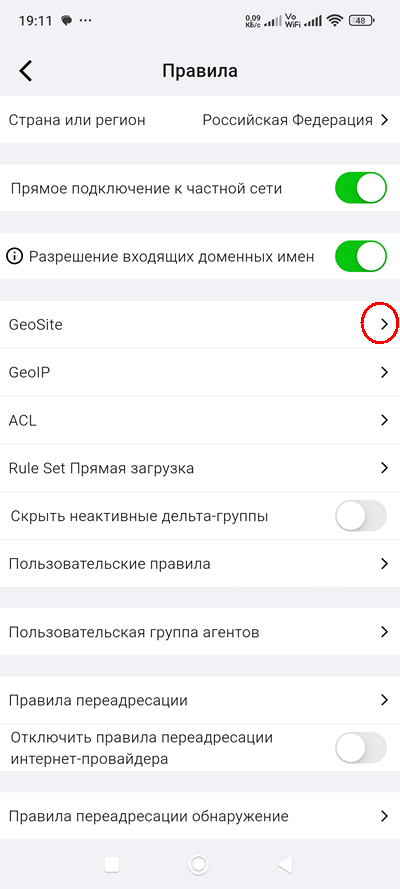 19:11 ... 0,09 КБ/с Vo WiFi 48
Правила
Страна или регион Российская Федерация
Прямое подключение к частной сети
Разрешение входящих доменных имен
GeoSite
GeoIP
ACL
Rule Set Прямая загрузка
Скрыть неактивные дельта-группы
Пользовательские правила
Пользовательская группа агентов
Правила переадресации
Отключить правила переадресации
интернет-провайдера
Правила переадресации обнаружение